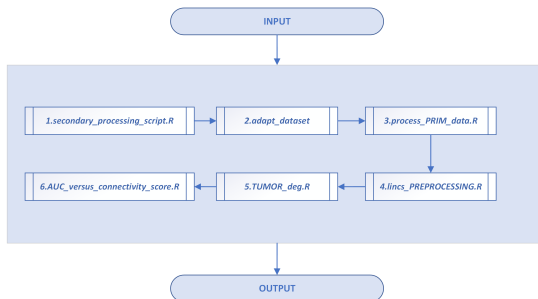 INPUT
1.secondary_processing_script.R
2.adapt_dataset
3.process_PRIM_data.R
4.lincs_PREPROCESSING.R
5.TUMOR_deg.R
6.AUC_versus_connectivity_score.R
OUTPUT